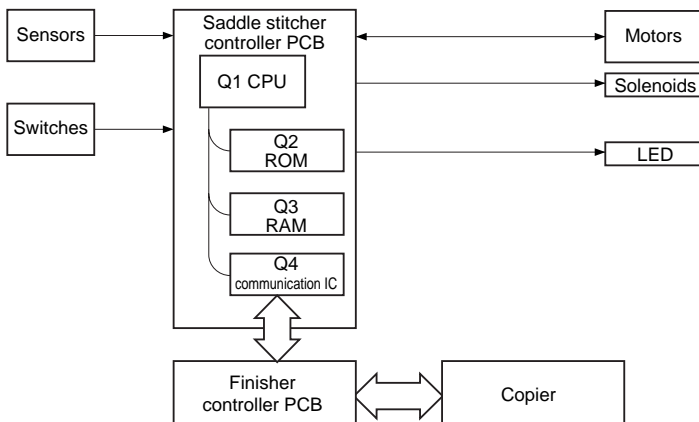 Sensors
Switches
Saddle stitcher
controller PCB
Q1 CPU
Q2
ROM
Q3
RAM
Q4
communication IC
Motors
Solenoids
LED
Finisher
controller PCB
Copier